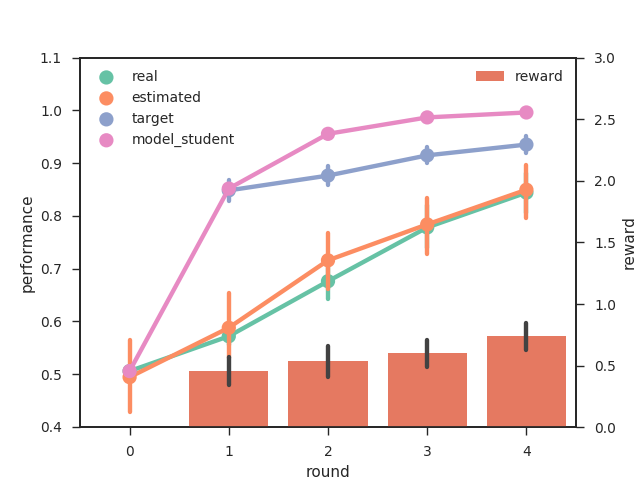 real
estimated
target
model_student
reward
performance
1.1
1.0
0.9
0.8
0.7
0.6
0.5
0.4
3.0
2.5
2.0
1.5
1.0
0.5
0.0
reward
0 1 2 3 4
round